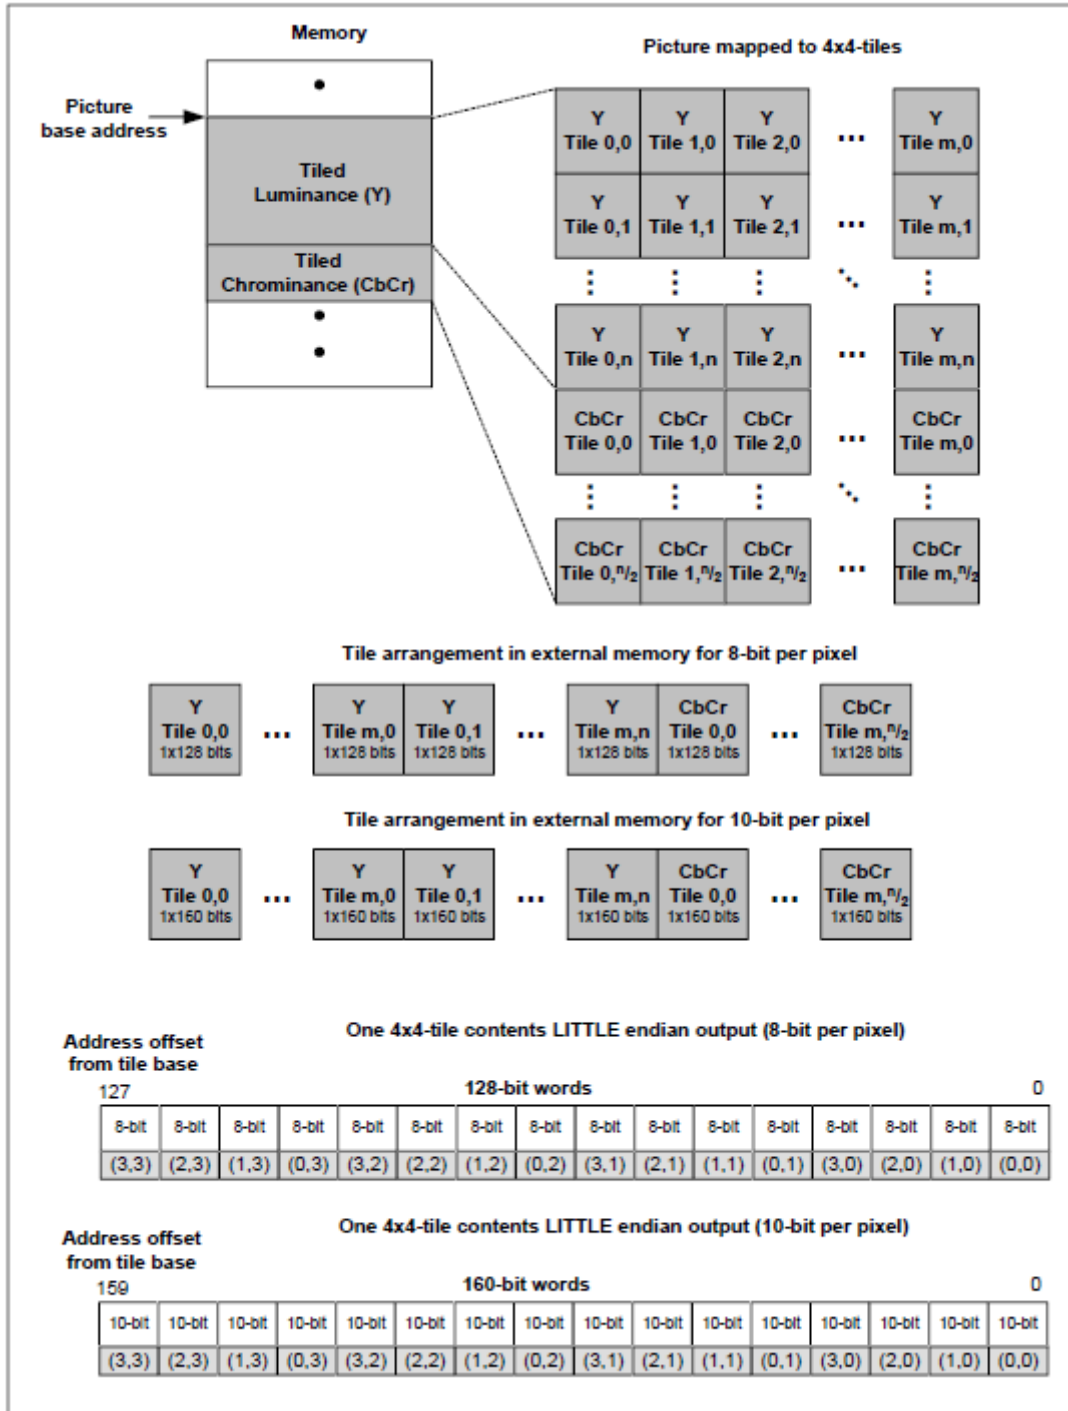 Memory
Picture mapped to 4x4-tiles
Picture
base address
Tiled
Luminance (Y)
Tiled
Chrominance (CbCr)
Y Y Y Y
Tile 0,0 Tile 1,0 Tile 2,0 ... Tile m,0
Y Y Y Y
Tile 0,1 Tile 1,1 Tile 2,1 ... Tile m,1
Y Y Y Y
Tile 0,n Tile 1,n Tile 2,n ... Tile m,n
CbCr CbCr CbCr CbCr
Tile 0,0 Tile 1,0 Tile 2,0 ... Tile m,0
CbCr CbCr CbCr CbCr
Tile 0,n/2 Tile 1,n/2 Tile 2,n/2 ... Tile m,n/2
Tile arrangement in external memory for 8-bit per pixel
Y Y Y Y CbCr CbCr
Tile 0,0 ... Tile m,0 Tile 0,1 ... Tile m,n Tile 0,0 ... Tile m,n/2
1x128 bits 1x128 bits 1x128 bits 1x128 bits 1x128 bits 1x128 bits
Tile arrangement in external memory for 10-bit per pixel
Y Y Y Y CbCr CbCr
Tile 0,0 ... Tile m,0 Tile 0,1 ... Tile m,n Tile 0,0 ... Tile m,n/2
1x160 bits 1x160 bits 1x160 bits 1x160 bits 1x160 bits 1x160 bits
One 4x4-tile contents LITTLE endian output (8-bit per pixel)
Address offset
from tile base
127 128-bit words 0
8-bit 8-bit 8-bit 8-bit 8-bit 8-bit 8-bit 8-bit 8-bit 8-bit 8-bit 8-bit 8-bit 8-bit 8-bit 8-bit
(3,3) (2,3) (1,3) (0,3) (3,2) (2,2) (1,2) (0,2) (3,1) (2,1) (1,1) (0,1) (3,0) (2,0) (1,0) (0,0)
One 4x4-tile contents LITTLE endian output (10-bit per pixel)
Address offset
from tile base
159 160-bit words 0
10-bit 10-bit 10-bit 10-bit 10-bit 10-bit 10-bit 10-bit 10-bit 10-bit 10-bit 10-bit 10-bit 10-bit 10-bit 10-bit
(3,3) (2,3) (1,3) (0,3) (3,2) (2,2) (1,2) (0,2) (3,1) (2,1) (1,1) (0,1) (3,0) (2,0) (1,0) (0,0)